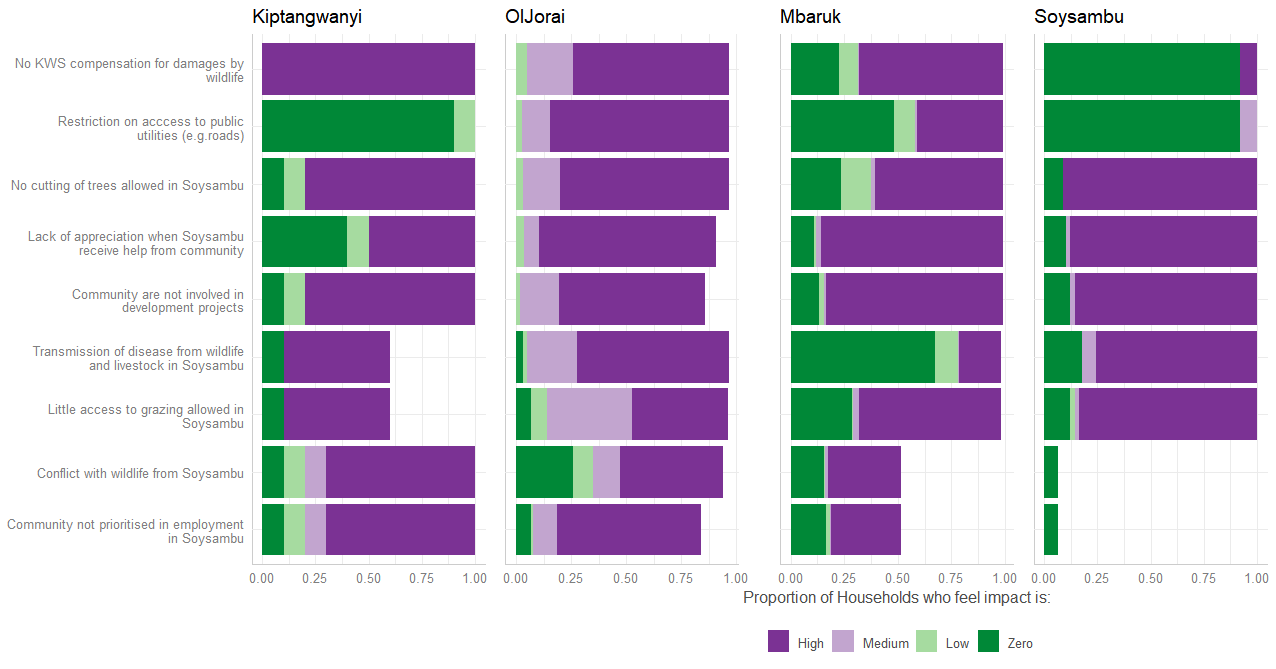 Kiptangwanyi
OlJorai
Mbaruk
Soysambu
No KWS compensation for damages by
wildlife
Restriction on acccess to public
utilities (e.g.roads)
No cutting of trees allowed in Soysambu
Lack of appreciation when Soysambu
receive help from community
Community are not involved in
development projects
Transmission of disease from wildlife
and livestock in Soysambu
Little access to grazing allowed in
Soysambu
Conflict with wildlife from Soysambu
Community not prioritised in employment
in Soysambu
0.00 0.25 0.50 0.75 1.00
0.00 0.25 0.50 0.75 1.00
0.00 0.25 0.50 0.75 1.00
0.00 0.25 0.50 0.75 1.00
Proportion of Households who feel impact is:
High Medium Low Zero